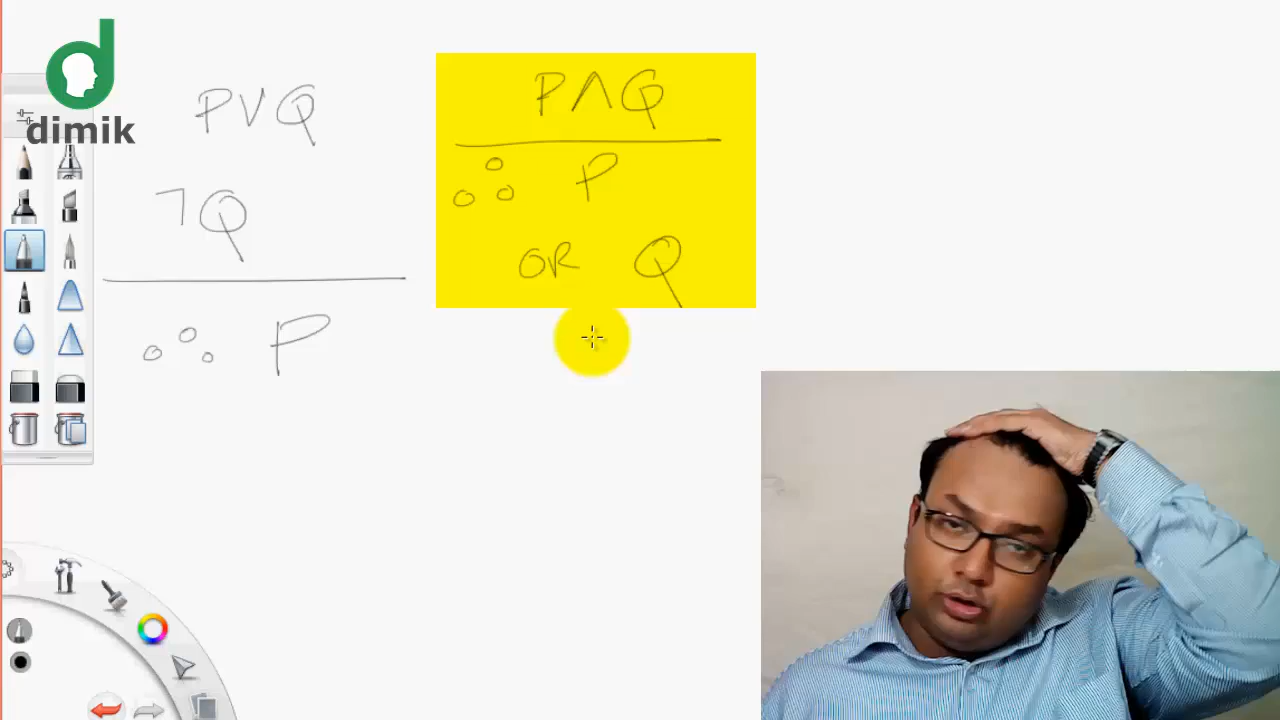 dimik
P∨Q
¬Q
∴ P
P∧Q
∴ P
OR Q